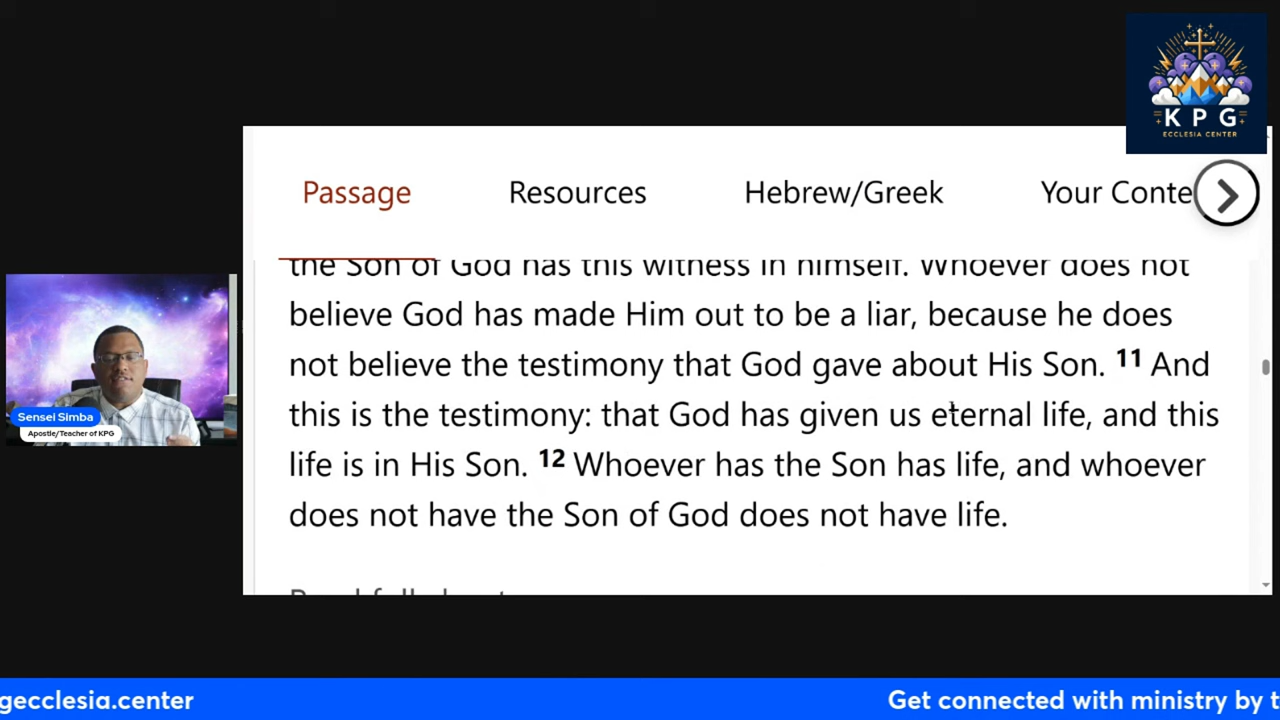 K P G
ECCLESIA CENTER
Passage
Resources
Hebrew/Greek
Your Conte
the Son of God has this witness in himself. Whoever does not
believe God has made Him out to be a liar, because he does
not believe the testimony that God gave about His Son. 11 And
this is the testimony: that God has given us eternal life, and this
life is in His Son. 12 Whoever has the Son has life, and whoever
does not have the Son of God does not have life.
Sensei Simba
Apostle/Teacher of KPG
gecclesia.center
Get connected with ministry by t